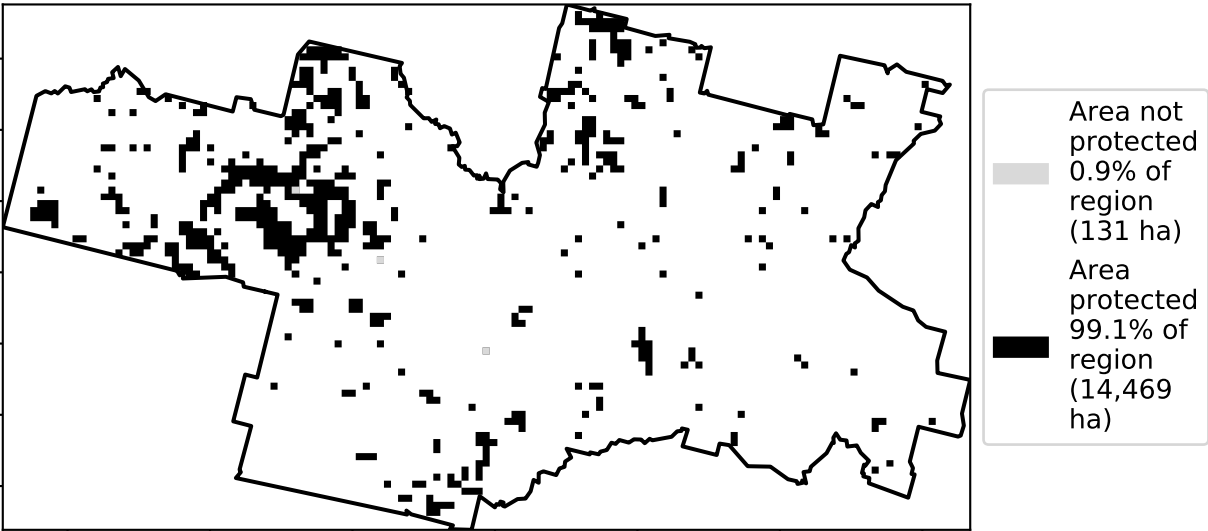 Area not
protected
0.9% of
region
(131 ha)
Area
protected
99.1% of
region
(14,469
ha)